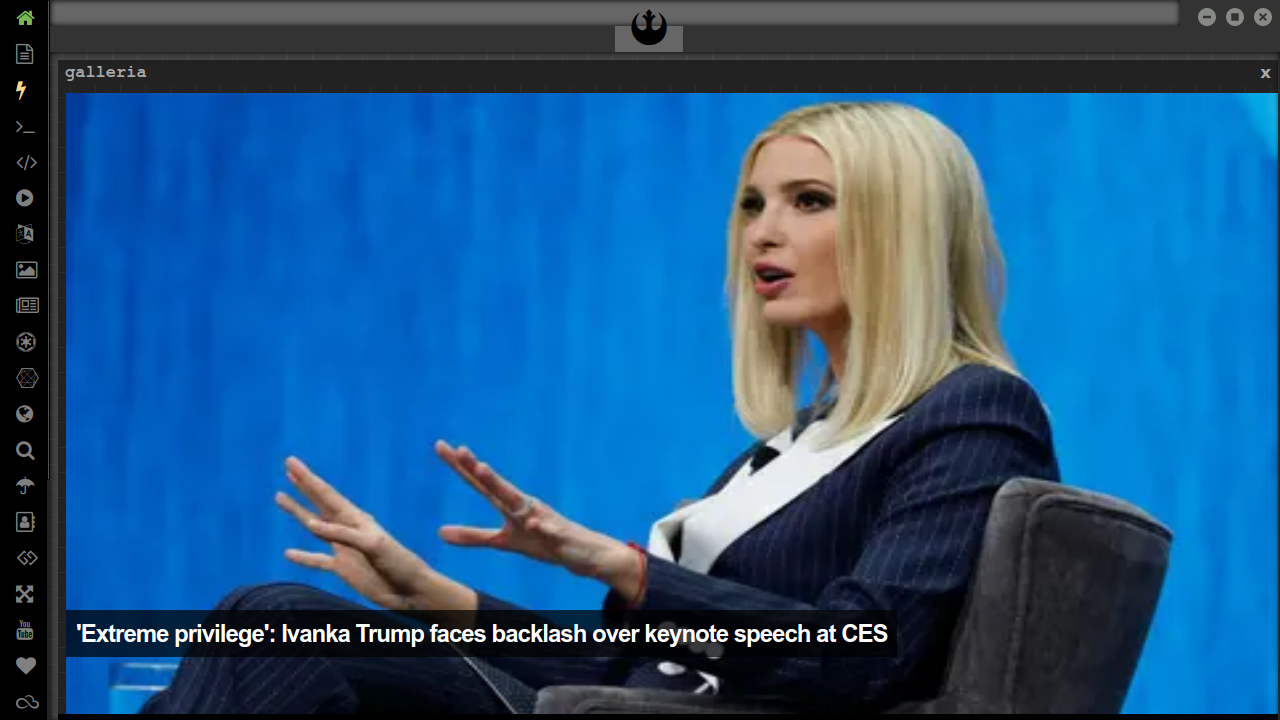 galleria
x
'Extreme privilege': Ivanka Trump faces backlash over keynote speech at CES
You
Tube